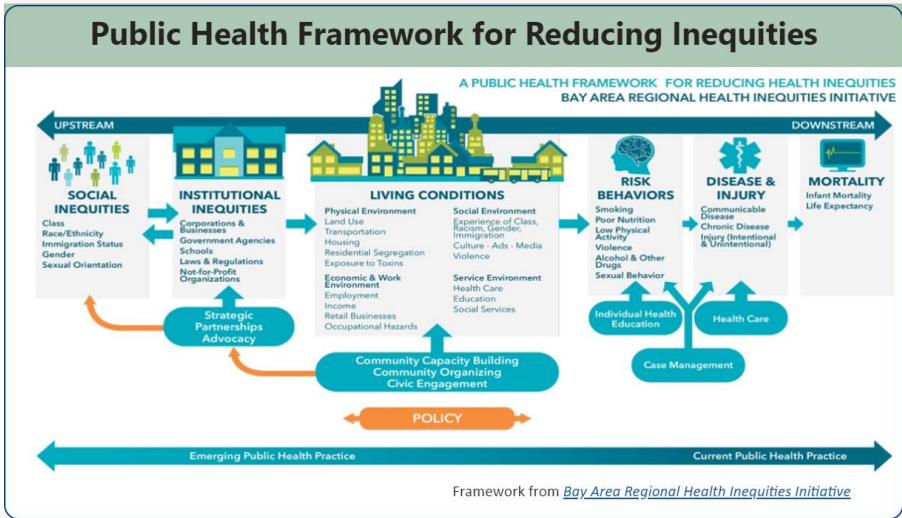 Public Health Framework for Reducing Inequities
A PUBLIC HEALTH FRAMEWORK FOR REDUCING HEALTH INEQUITIES
BAY AREA REGIONAL HEALTH INEQUITIES INITIATIVE
UPSTREAM
DOWNSTREAM
SOCIAL
INEQUITIES
Class
Race/Ethnicity
Immigration Status
Gender
Sexual Orientation
INSTITUTIONAL
INEQUITIES
Corporations &
Businesses
Government Agencies
Schools
Laws & Regulations
Not-for-Profit
Organizations
Strategic
Partnerships
Advocacy
LIVING CONDITIONS
Physical Environment
Land Use
Transportation
Housing
Residential Segregation
Exposure to Toxins
Economic & Work
Environment
Employment
Income
Retail Businesses
Occupational Hazards
Social Environment
Experience of Class,
Racism, Gender,
Immigration
Culture - Ads - Media
Violence
Service Environment
Health Care
Education
Social Services
Community Capacity Building
Community Organizing
Civic Engagement
RISK
BEHAVIORS
Smoking
Poor Nutrition
Low Physical
Activity
Violence
Alcohol & Other
Drugs
Sexual Behavior
Individual Health
Education
DISEASE &
INJURY
Communicable
Disease
Chronic Disease
Injury (Intentional
& Unintentional)
Health Care
Case Management
MORTALITY
Infant Mortality
Life Expectancy
POLICY
Emerging Public Health Practice
Current Public Health Practice
Framework from Bay Area Regional Health Inequities Initiative